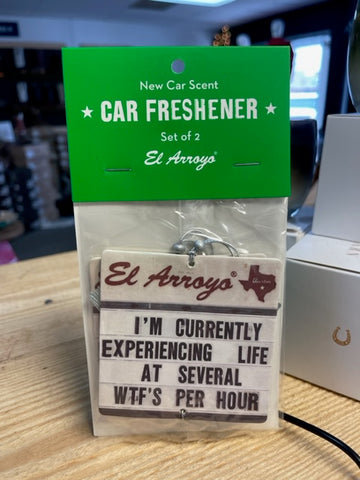 New Car Scent
★ CAR FRESHENER ★
Set of 2
El Arroyo®
El Arroyo®
Austin
I'M CURRENTLY
EXPERIENCING LIFE
AT SEVERAL
WTF'S PER HOUR